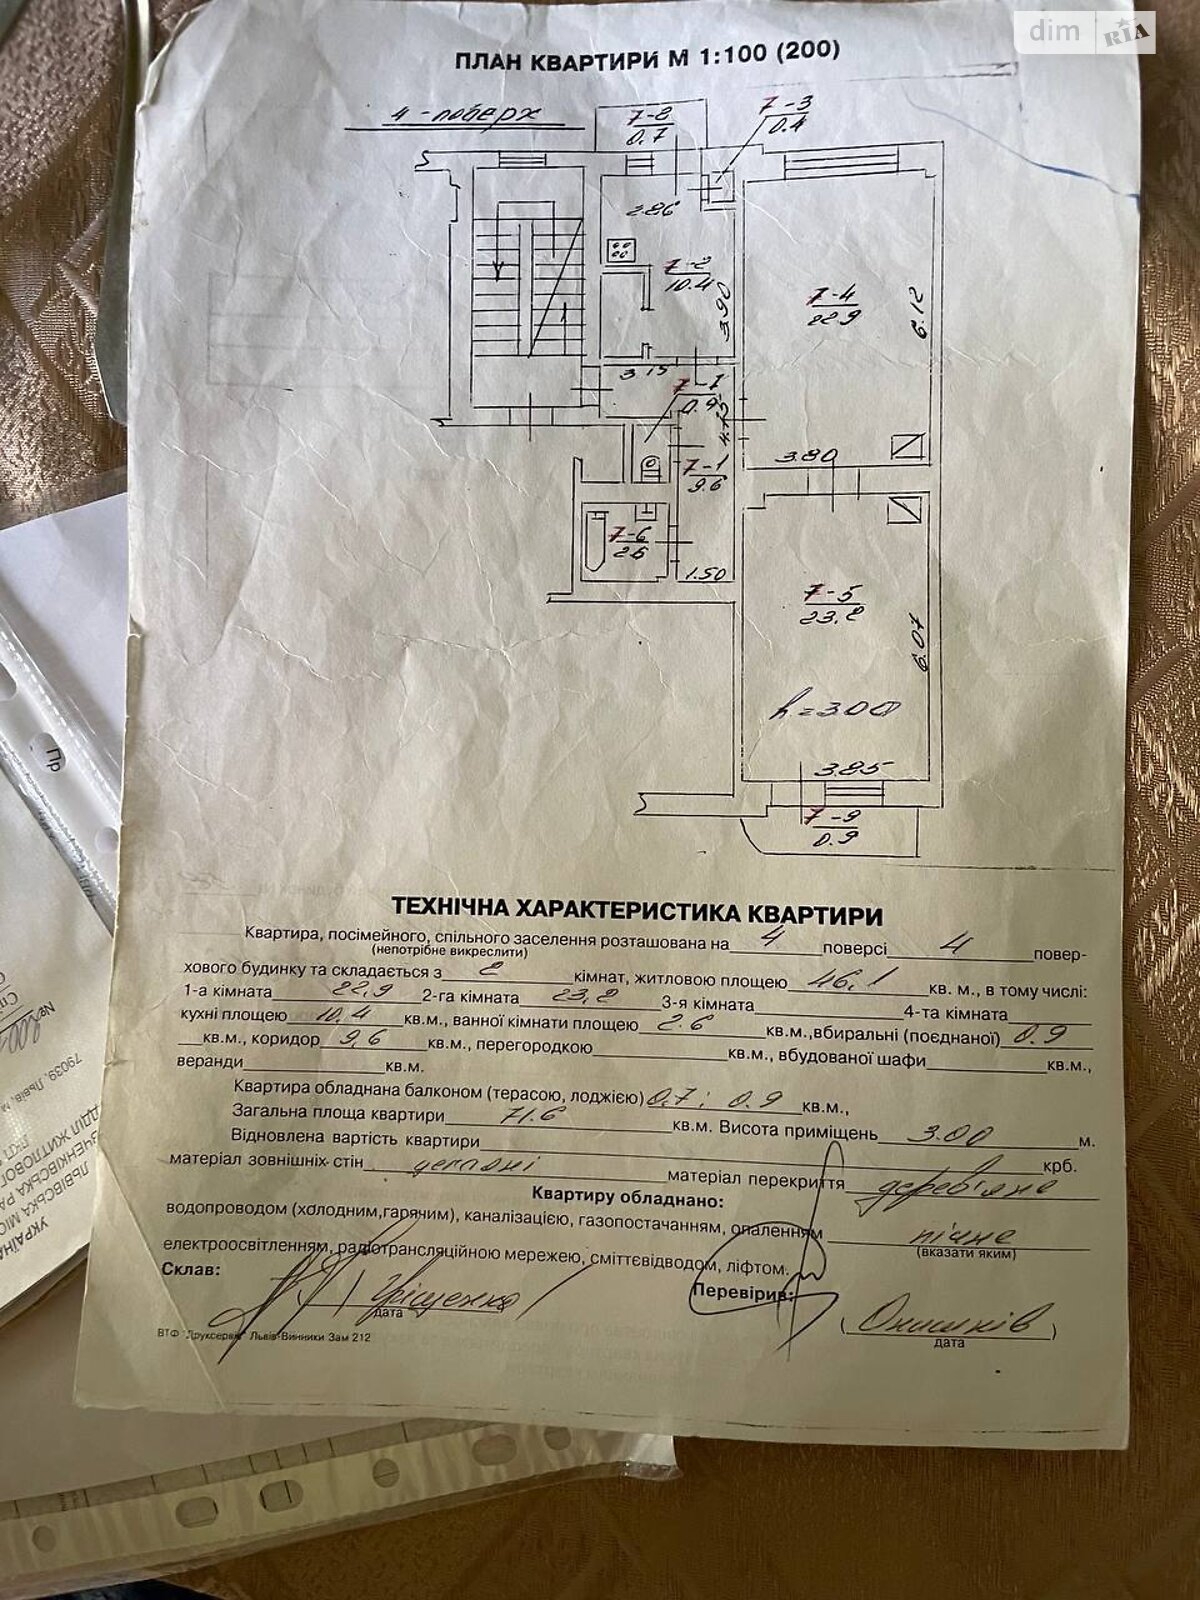 dim RIA
ПЛАН КВАРТИРИ М 1:100 (200)
4 - поверх
7-8
0.7
7-3
0.4
2.86
7-2
10.4
3.90
7-4
22.9
6.12
3.15
7-7
0.9
4.45
3.80
7-1
9.6
7-6
2.6
1.50
7-5
23.2
6.07
h = 3.00
3.85
7-9
0.9
ТЕХНІЧНА ХАРАКТЕРИСТИКА КВАРТИРИ
Квартира, посімейного, спільного заселення розташована на 4 поверсі 4 повер-
(непотрібне викреслити)
хового будинку та складається з 2 кімнат, житловою площею 46,1 кв. м., в тому числі:
1-а кімната 22,9 2-га кімната 23,2 3-я кімната 4-та кімната
кухні площею 10,4 кв.м., ванної кімнати площею 2.6 кв.м.,вбиральні (поєднаної) 0.9
кв.м., коридор 9,6 кв.м., перегородкою кв.м., вбудованої шафи кв.м.,
веранди кв.м.
Квартира обладнана балконом (терасою, лоджією) 0,7; 0.9 кв.м.,
Загальна площа квартири 71.6 кв.м. Висота приміщень 3.00 м.
Відновлена вартість квартири крб.
матеріал зовнішніх стін цегляні матеріал перекриття дерев'яне
Квартиру обладнано:
водопроводом (холодним,гарячим), каналізацією, газопостачанням, опаленням пічне
(вказати яким)
електроосвітленням, радіотрансляційною мережею, сміттєвідводом, ліфтом.
Склав:
Перевірив:
дата
дата
ВТФ "Друксервіс" Львів-Винники Зам 212
Пр
79039, Львів, м
УКРАЇНА